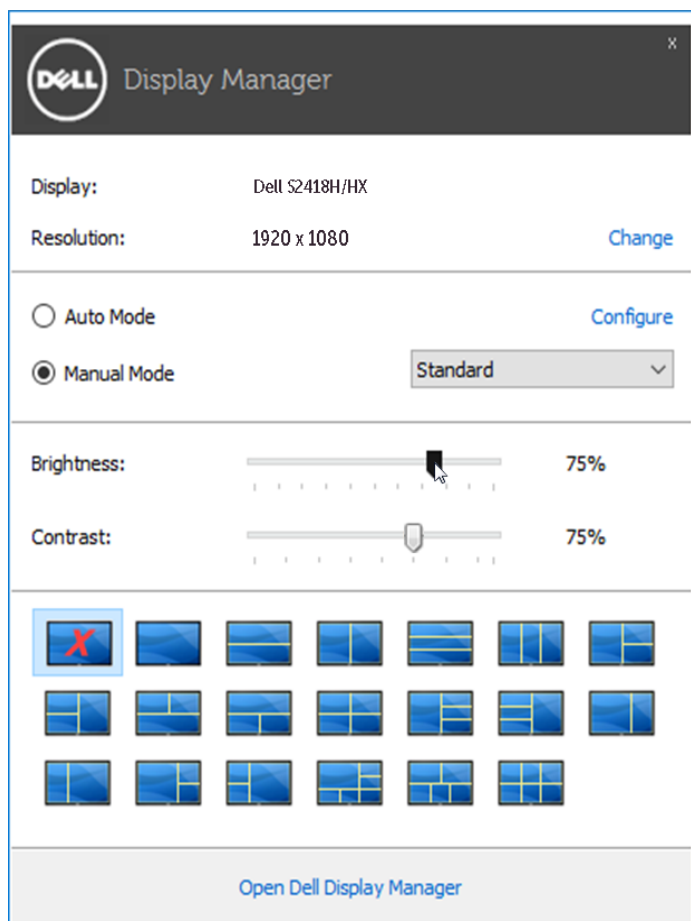 DELL Display Manager x
Display: Dell S2418H/HX
Resolution: 1920 x 1080 Change
Auto Mode Configure
Manual Mode Standard
Brightness: 75%
Contrast: 75%
X
Open Dell Display Manager